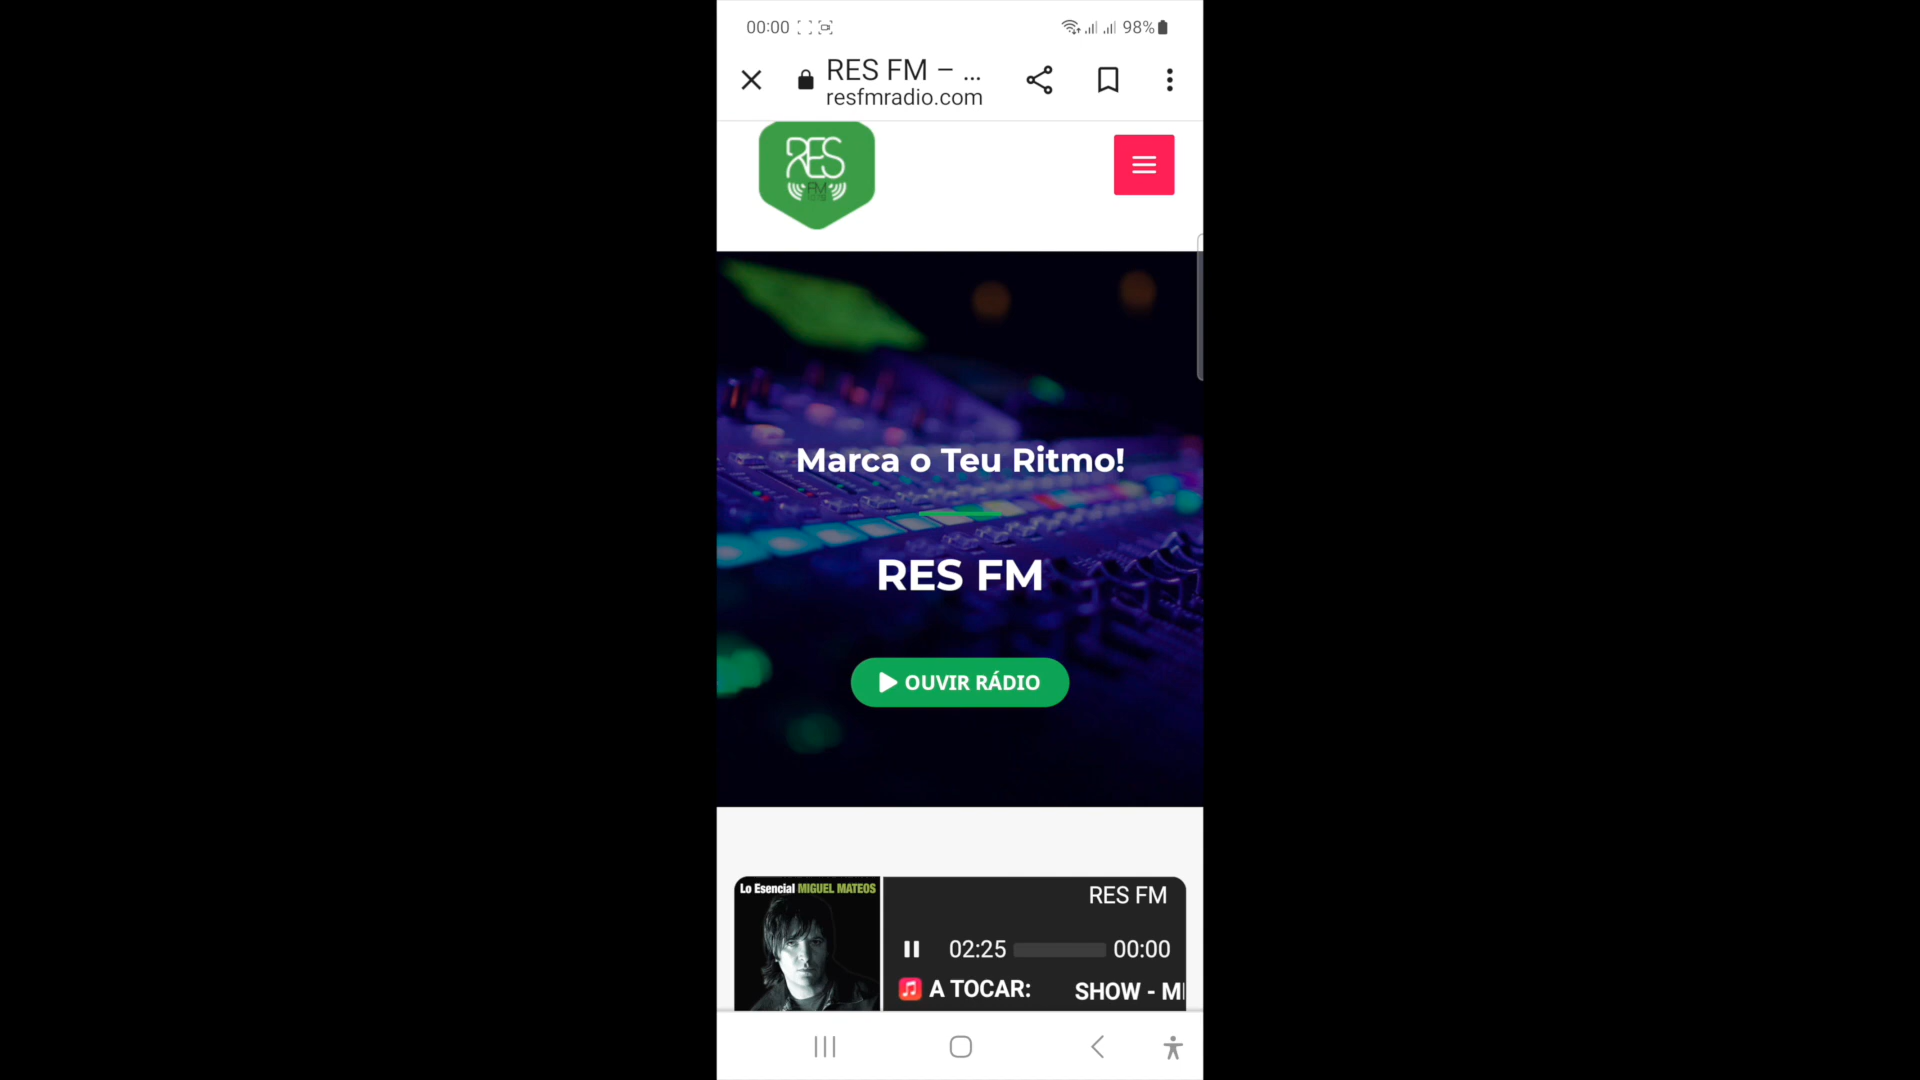 00:00
98%
RES FM – ...
resfmradio.com
RES
FM
Marca o Teu Ritmo!
RES FM
OUVIR RÁDIO
Lo Esencial MIGUEL MATEOS
RES FM
02:25 00:00
A TOCAR: SHOW - MI